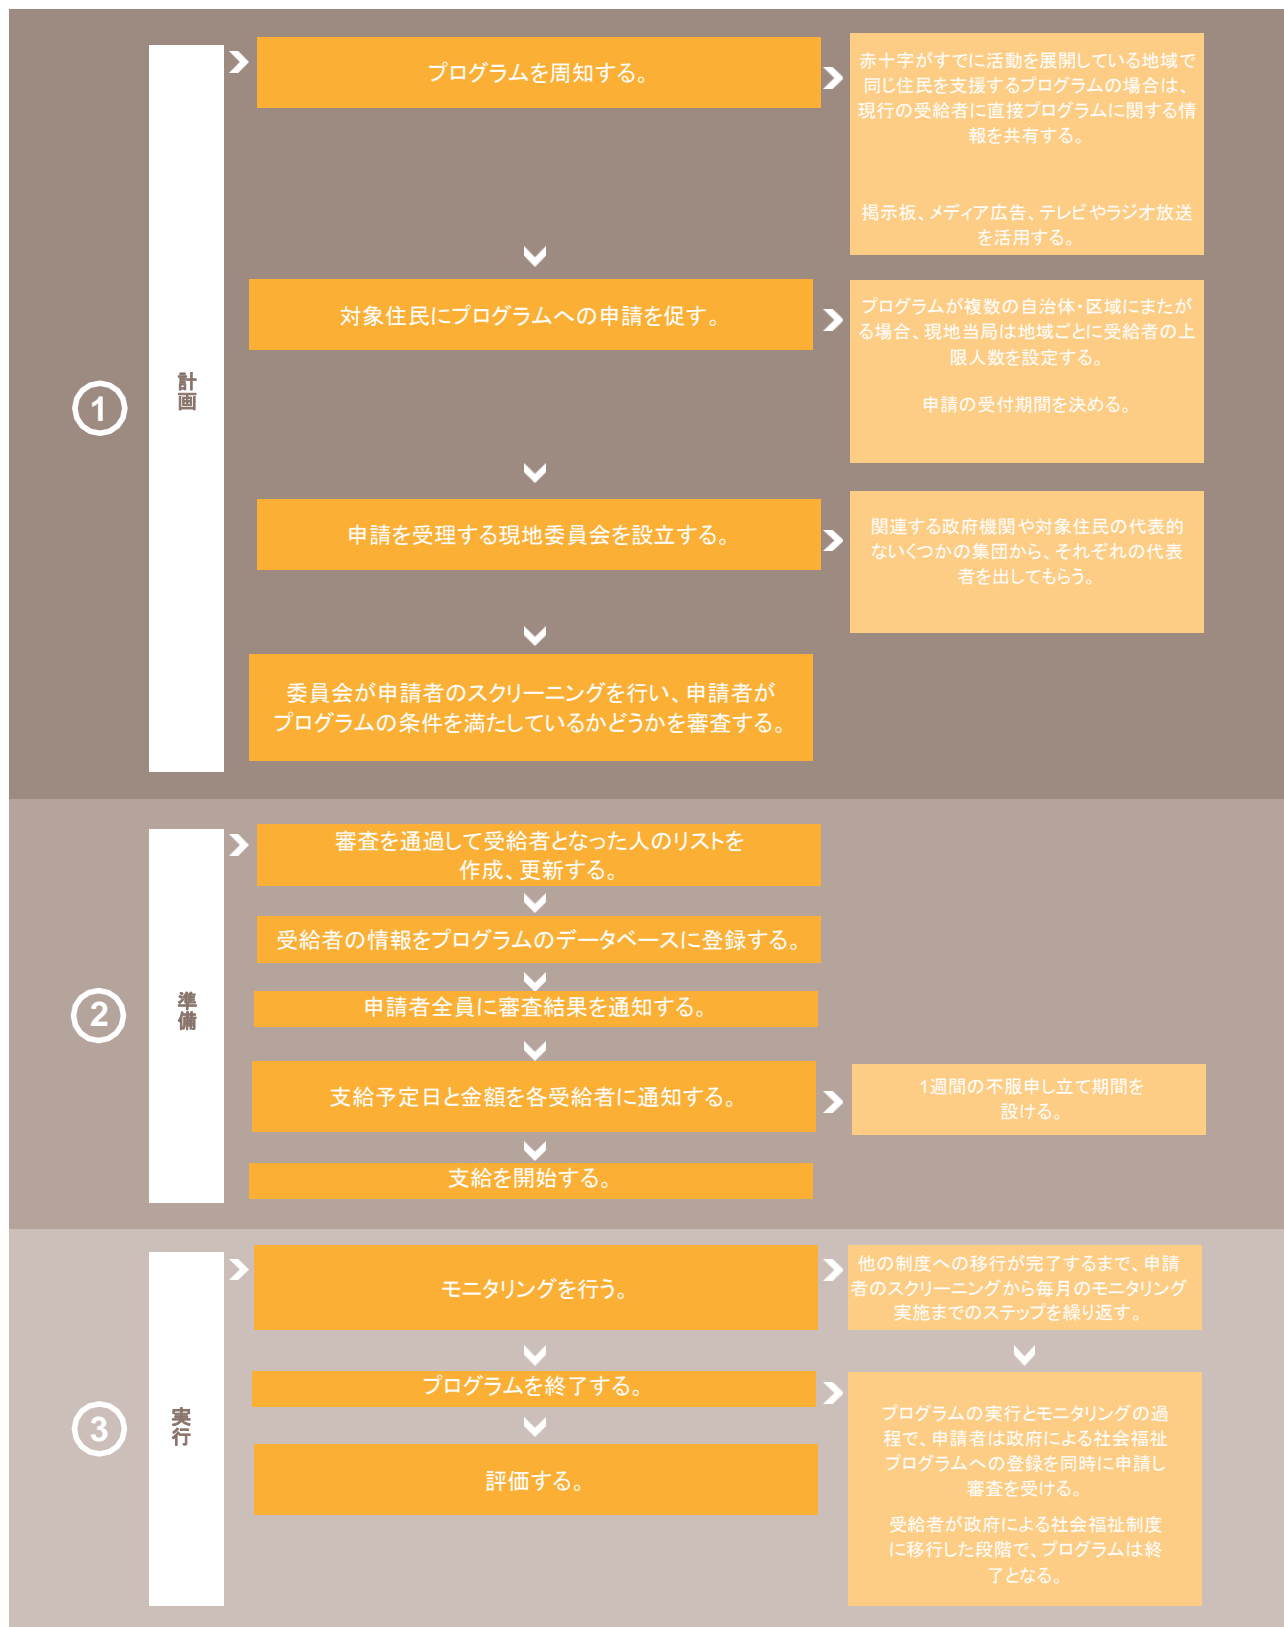 1
計
画
プログラムを周知する。
赤十字がすでに活動を展開している地域で
同じ住民を支援するプログラムの場合は、
現行の受給者に直接プログラムに関する情
報を共有する。
掲示板、メディア広告、テレビやラジオ放送
を活用する。
対象住民にプログラムへの申請を促す。
プログラムが複数の自治体・区域にまたが
る場合、現地当局は地域ごとに受給者の上
限人数を設定する。
申請の受付期間を決める。
申請を受理する現地委員会を設立する。
関連する政府機関や対象住民の代表的
ないくつかの集団から、それぞれの代表
者を出してもらう。
委員会が申請者のスクリーニングを行い、申請者が
プログラムの条件を満たしているかどうかを審査する。
2
準
備
審査を通過して受給者となった人のリストを
作成、更新する。
受給者の情報をプログラムのデータベースに登録する。
申請者全員に審査結果を通知する。
支給予定日と金額を各受給者に通知する。
1週間の不服申し立て期間を
設ける。
支給を開始する。
3
実
行
モニタリングを行う。
他の制度への移行が完了するまで、申請
者のスクリーニングから毎月のモニタリング
実施までのステップを繰り返す。
プログラムを終了する。
プログラムの実行とモニタリングの過
程で、申請者は政府による社会福祉
プログラムへの登録を同時に申請し
審査を受ける。
受給者が政府による社会福祉制度
に移行した段階で、プログラムは終
了となる。
評価する。